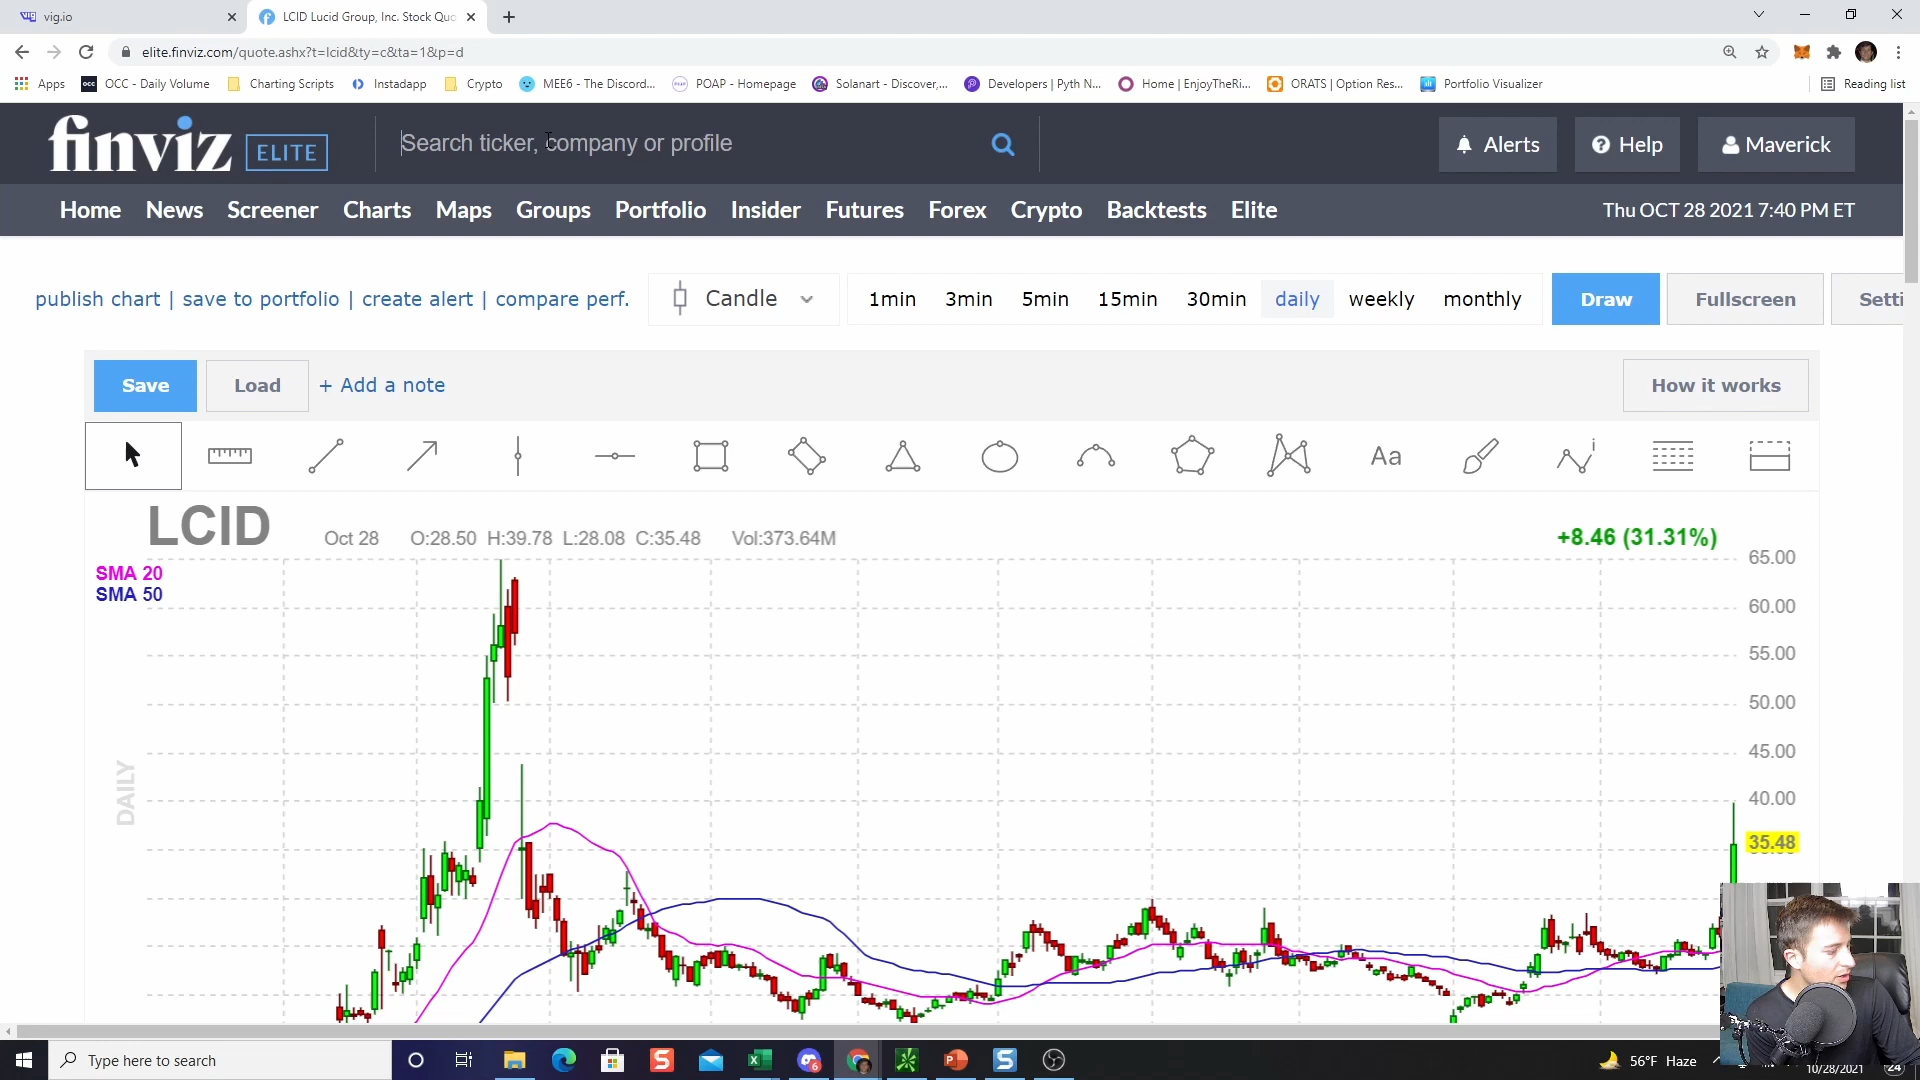 vig.io
LCID Lucid Group, Inc. Stock Quo
elite.finviz.com/quote.ashx?t=lcid&ty=c&ta=1&p=d
Apps OCC - Daily Volume Charting Scripts Instadapp Crypto MEE6 - The Discord... POAP - Homepage Solanart - Discover,... Developers | Pyth N... Home | EnjoyTheRi... ORATS | Option Res... Portfolio Visualizer Reading list
finviz ELITE Search ticker, company or profile Alerts Help Maverick
Home News Screener Charts Maps Groups Portfolio Insider Futures Forex Crypto Backtests Elite Thu OCT 28 2021 7:40 PM ET
publish chart | save to portfolio | create alert | compare perf. Candle 1min 3min 5min 15min 30min daily weekly monthly Draw Fullscreen Setti
Save Load + Add a note How it works
Aa
LCID Oct 28 O:28.50 H:39.78 L:28.08 C:35.48 Vol:373.64M +8.46 (31.31%)
65.00
SMA 20
SMA 50
60.00
55.00
50.00
45.00
DAILY
40.00
35.48
Type here to search 56°F Haze
10/28/2021 24